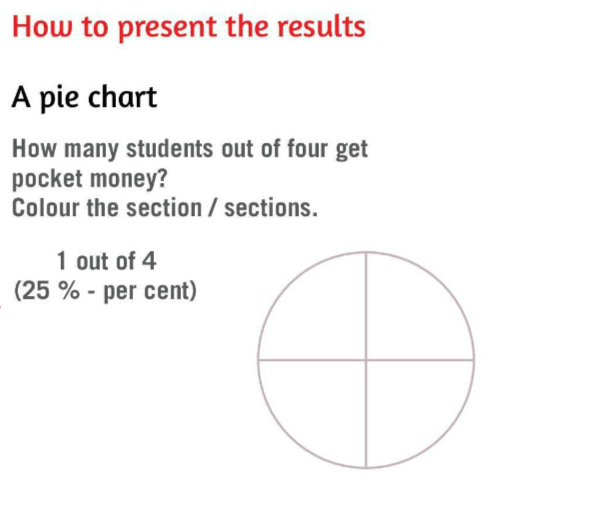 How to present the results
A pie chart
How many students out of four get
pocket money?
Colour the section / sections.
1 out of 4
(25 % - per cent)